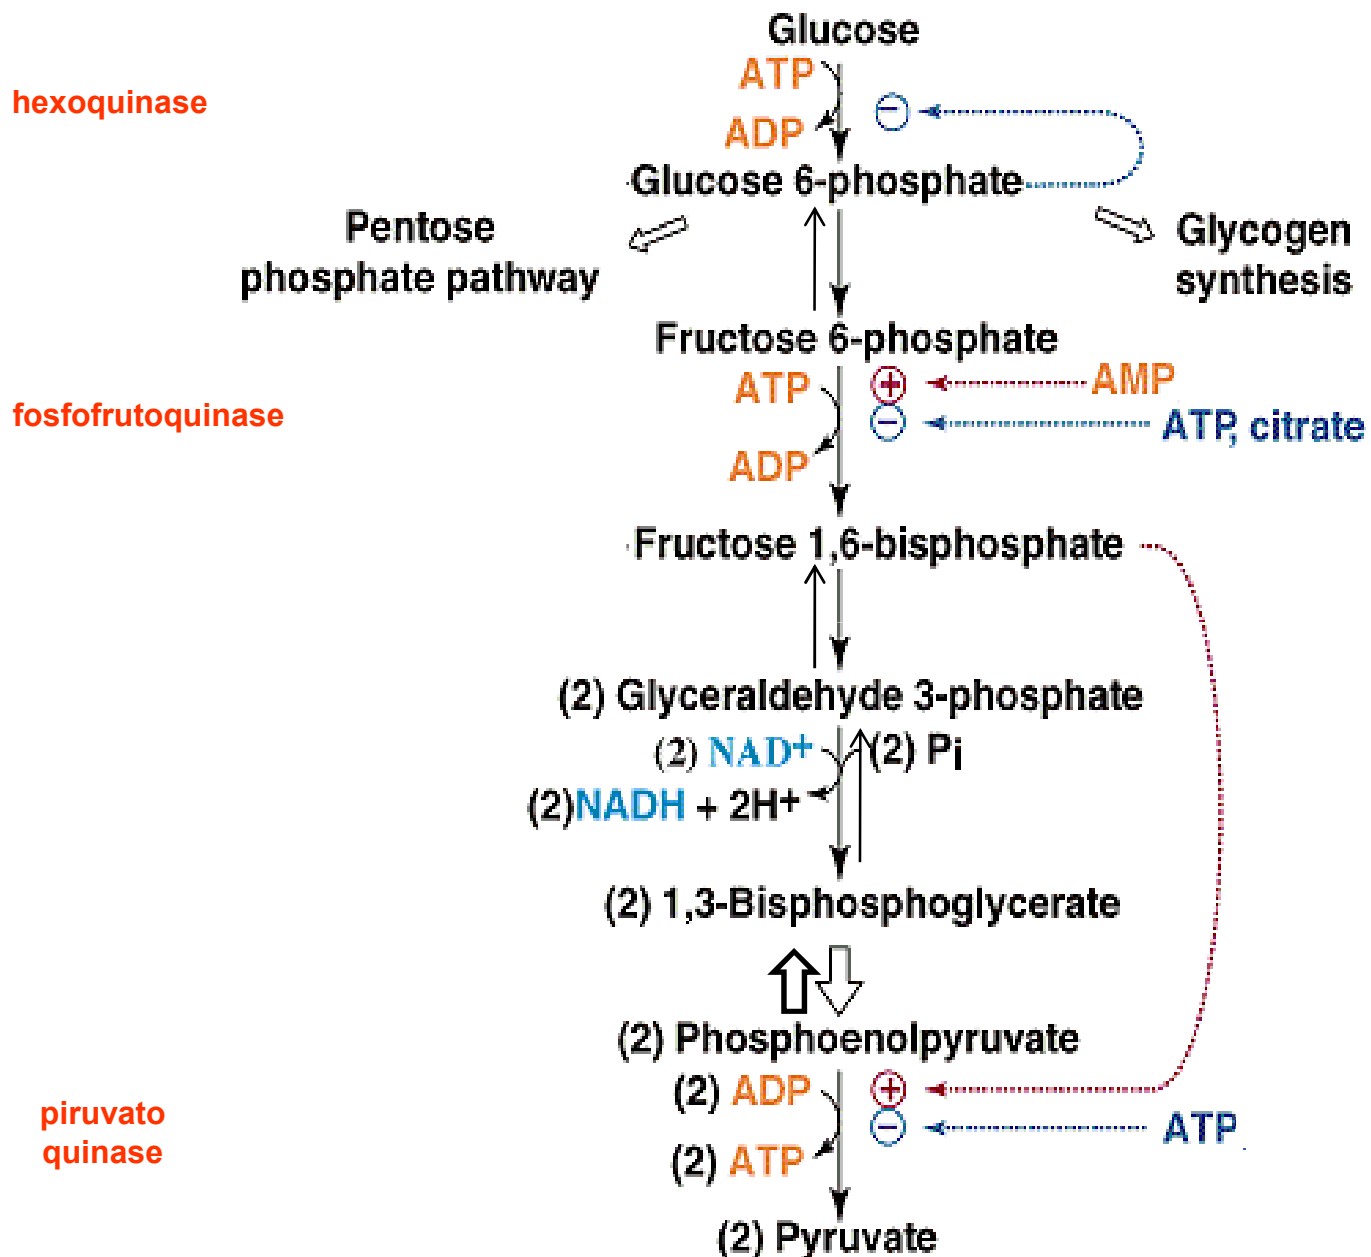 Glucose
ATP
hexoquinase
−
ADP
Glucose 6-phosphate
Pentose
phosphate pathway
Glycogen
synthesis
Fructose 6-phosphate
ATP
+
AMP
fosfofrutoquinase
−
ATP, citrate
ADP
Fructose 1,6-bisphosphate
(2) Glyceraldehyde 3-phosphate
(2) NAD+
(2) Pi
(2)NADH + 2H+
(2) 1,3-Bisphosphoglycerate
(2) Phosphoenolpyruvate
(2) ADP
+
piruvato
quinase
−
ATP
(2) ATP
(2) Pyruvate